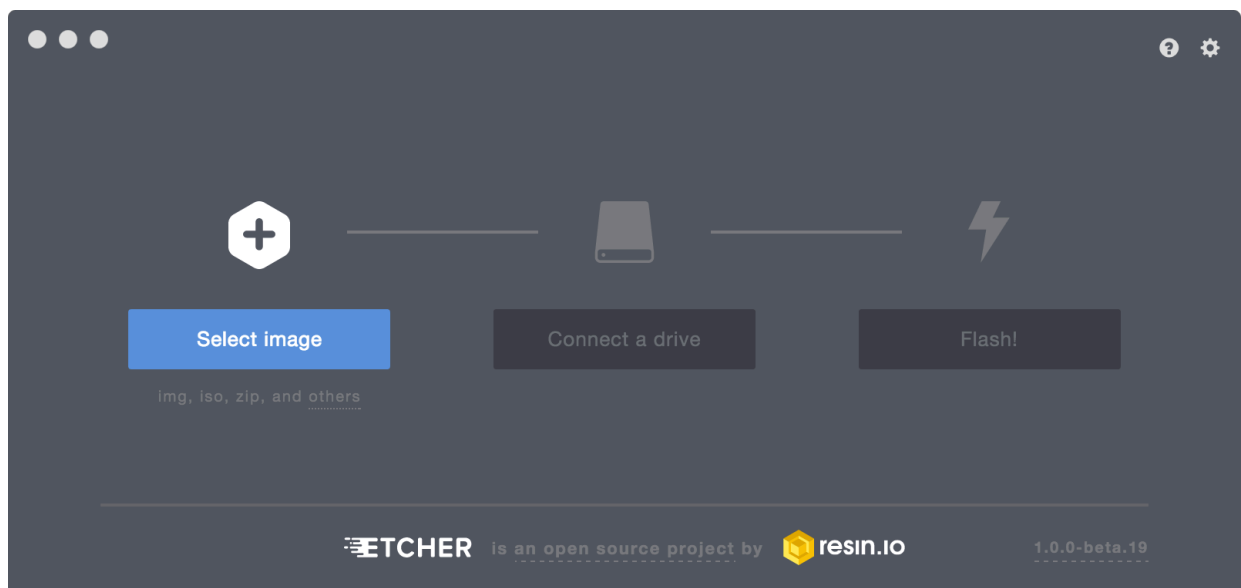 Select image
Connect a drive
Flash!
img, iso, zip, and others
ETCHER is an open source project by resin.io 1.0.0-beta.19